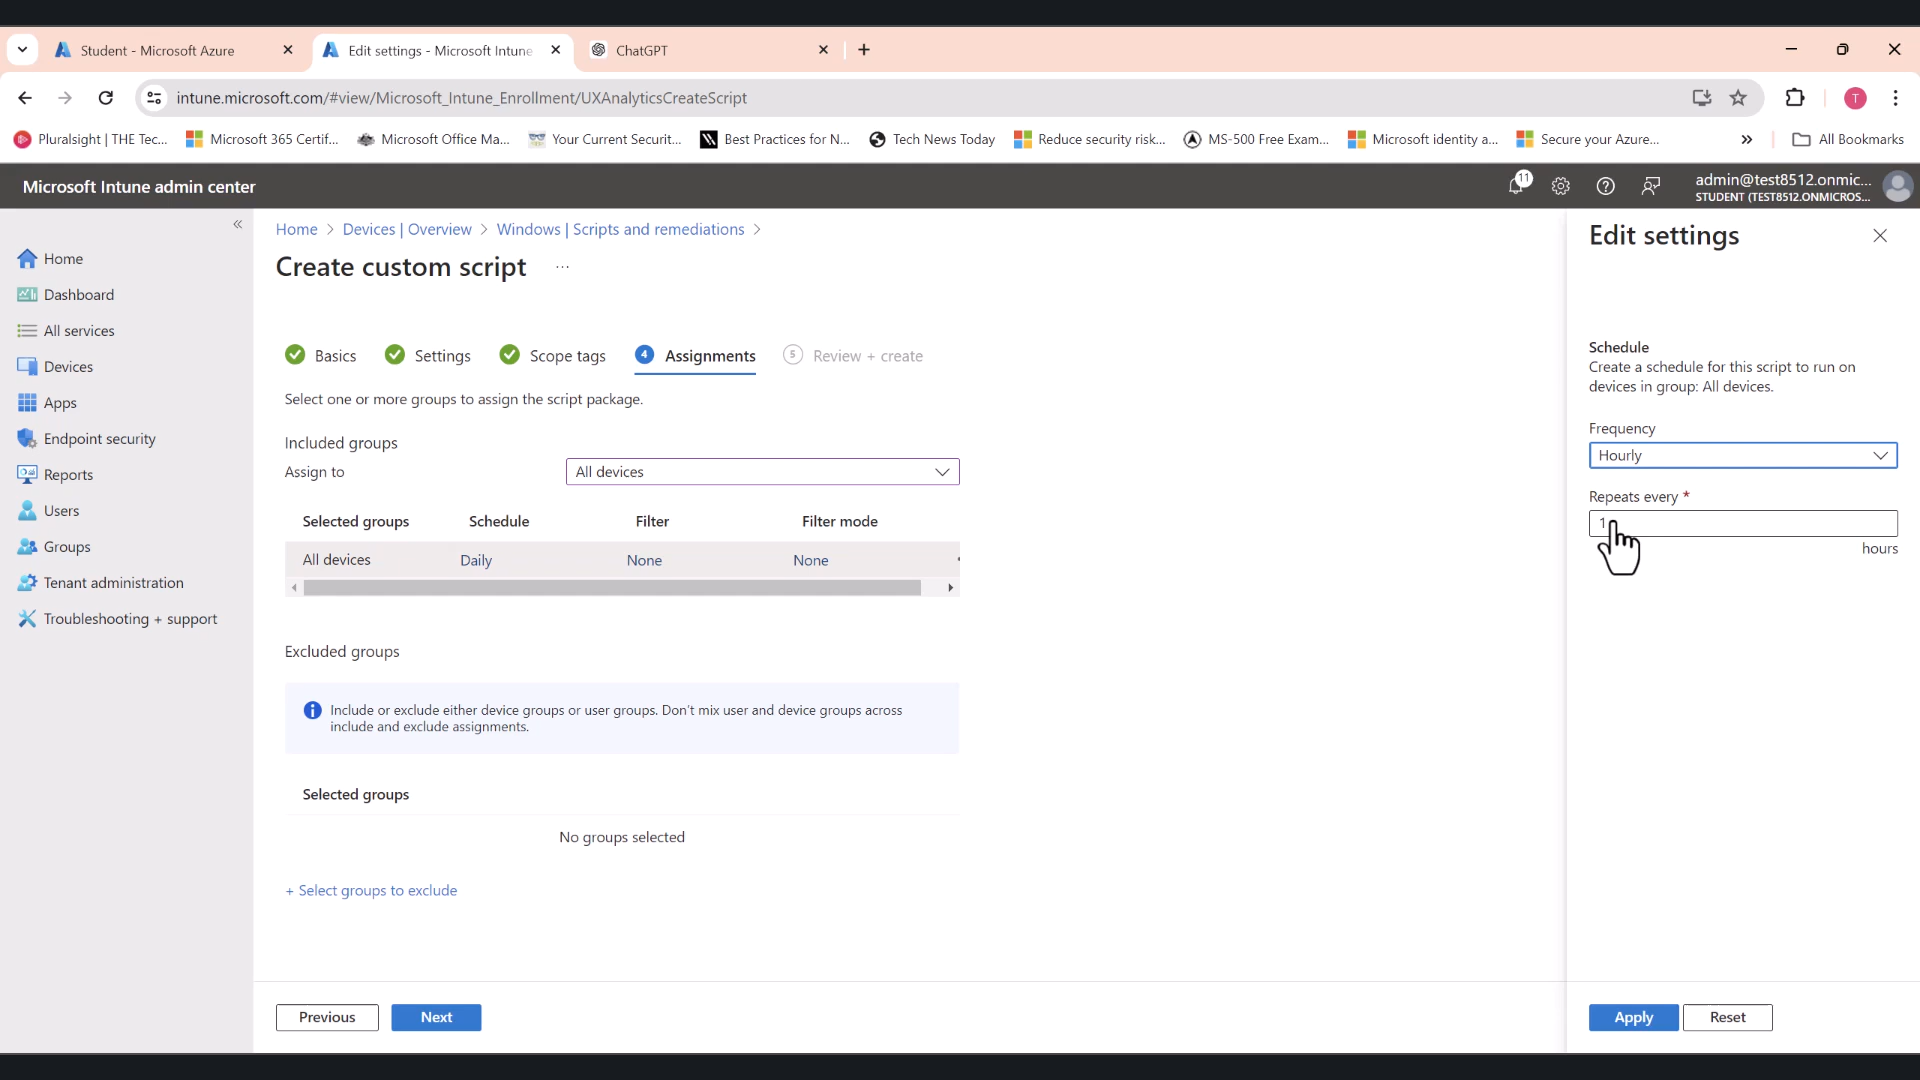 Student - Microsoft Azure
Edit settings - Microsoft Intune
ChatGPT
intune.microsoft.com/#view/Microsoft_Intune_Enrollment/UXAnalyticsCreateScript
Pluralsight | THE Tec...
Microsoft 365 Certif...
Microsoft Office Ma...
Your Current Securit...
Best Practices for N...
Tech News Today
Reduce security risk...
MS-500 Free Exam...
Microsoft identity a...
Secure your Azure...
All Bookmarks
Microsoft Intune admin center
11
admin@test8512.onmic...
STUDENT (TEST8512.ONMICROS...
T
Home
Dashboard
All services
Devices
Apps
Endpoint security
Reports
Users
Groups
Tenant administration
Troubleshooting + support
Home > Devices | Overview > Windows | Scripts and remediations >
Create custom script ...
Basics
Settings
Scope tags
4 Assignments
5 Review + create
Select one or more groups to assign the script package.
Included groups
Assign to
All devices
Selected groups Schedule Filter Filter mode
All devices Daily None None
Excluded groups
Include or exclude either device groups or user groups. Don't mix user and device groups across
include and exclude assignments.
Selected groups
No groups selected
+ Select groups to exclude
Previous
Next
Edit settings
Schedule
Create a schedule for this script to run on
devices in group: All devices.
Frequency
Hourly
Repeats every *
1
hours
Apply
Reset